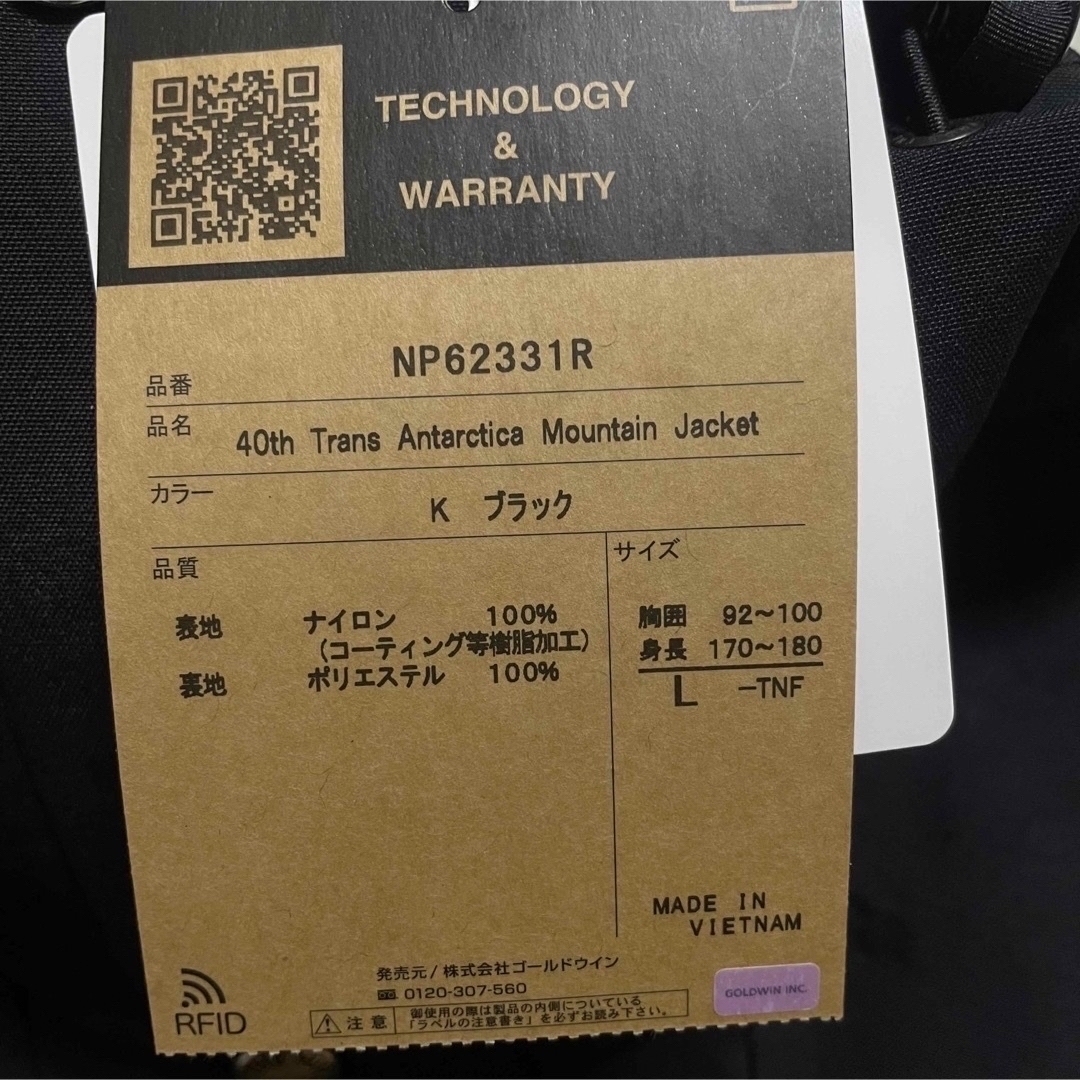 TECHNOLOGY
&
WARRANTY
品番 NP62331R
品名 40th Trans Antarctica Mountain Jacket
カラー K ブラック
品質
表地 ナイロン 100%
(コーティング等樹脂加工)
裏地 ポリエステル 100%
サイズ
胸囲 92~100
身長 170~180
L -TNF
MADE IN
VIETNAM
発売元/株式会社ゴールドウイン
0120-307-560
RFID
注意
御使用の際は製品の内側についている
「ラベルの注意書き」を必ずお読み下さい。
GOLDWIN INC.